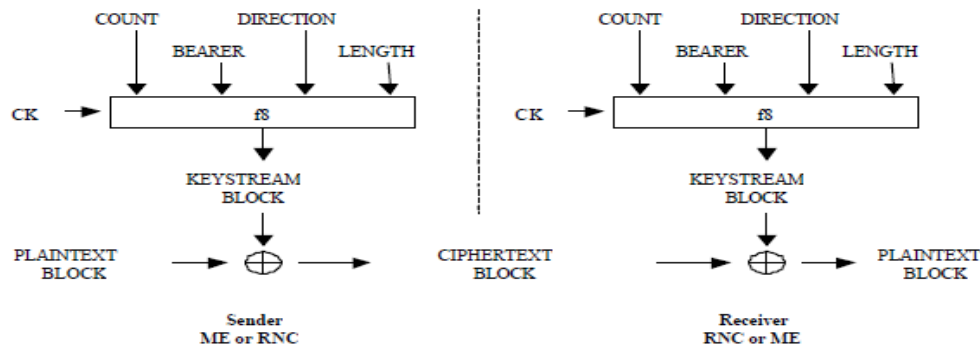 COUNT DIRECTION COUNT DIRECTION
BEARER LENGTH BEARER LENGTH
CK f8 CK f8
KEYSTREAM KEYSTREAM
BLOCK BLOCK
PLAINTEXT CIPHERTEXT PLAINTEXT
BLOCK BLOCK BLOCK
Sender Receiver
ME or RNC RNC or ME